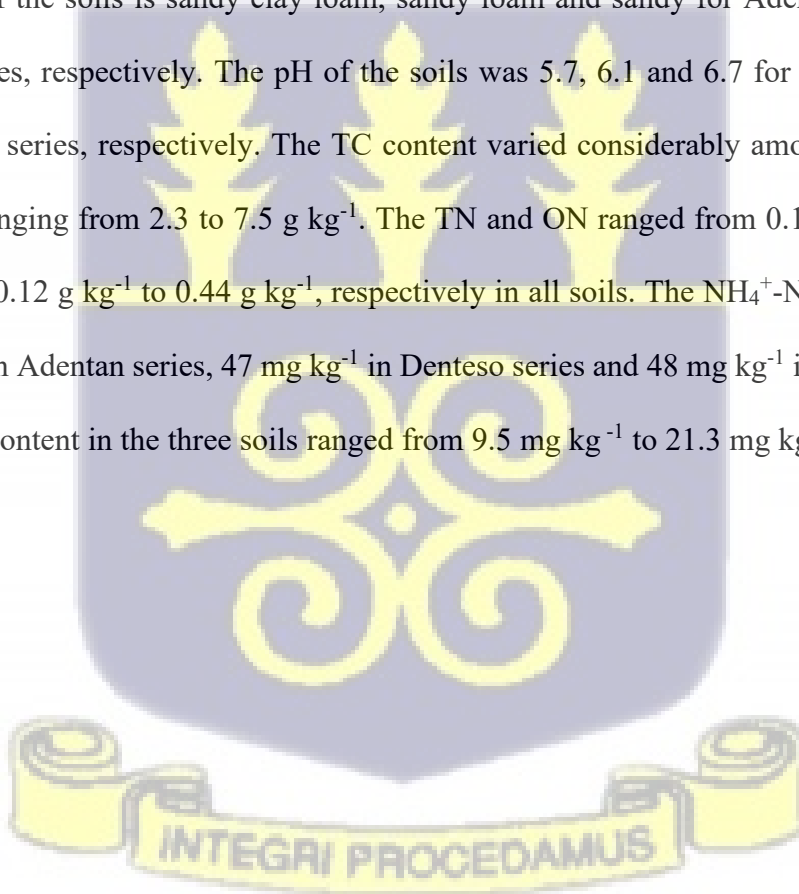 the soils is sandy clay loam, sandy loam and sandy for
es, respectively. The pH of the soils was 5.7, 6.1 and 6.7 for
series, respectively. The TC content varied considerably amo
nging from 2.3 to 7.5 g kg⁻¹. The TN and ON ranged from 0.1
0.12 g kg⁻¹ to 0.44 g kg⁻¹, respectively in all soils. The NH₄⁺-N
n Adentan series, 47 mg kg⁻¹ in Denteso series and 48 mg kg⁻¹ i
ontent in the three soils ranged from 9.5 mg kg ⁻¹ to 21.3 mg kg
INTEGRI PROCEDAMUS